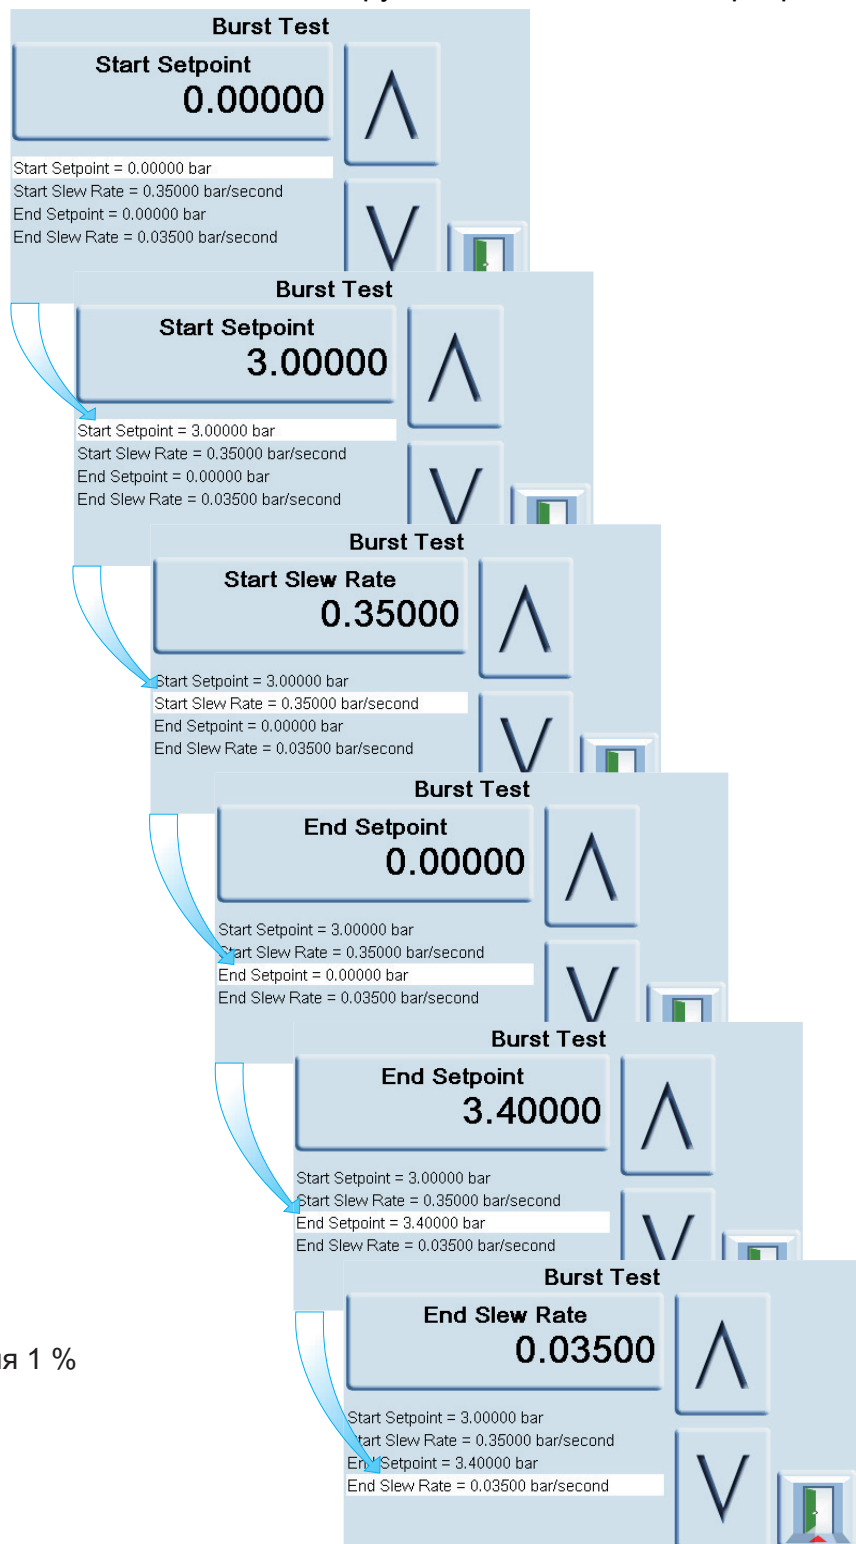 Burst Test
Start Setpoint
0.00000
Start Setpoint = 0.00000 bar
Start Slew Rate = 0.35000 bar/second
End Setpoint = 0.00000 bar
End Slew Rate = 0.03500 bar/second
Burst Test
Start Setpoint
3.00000
Start Setpoint = 3.00000 bar
Start Slew Rate = 0.35000 bar/second
End Setpoint = 0.00000 bar
End Slew Rate = 0.03500 bar/second
Burst Test
Start Slew Rate
0.35000
Start Setpoint = 3.00000 bar
Start Slew Rate = 0.35000 bar/second
End Setpoint = 0.00000 bar
End Slew Rate = 0.03500 bar/second
Burst Test
End Setpoint
0.00000
Start Setpoint = 3.00000 bar
Start Slew Rate = 0.35000 bar/second
End Setpoint = 0.00000 bar
End Slew Rate = 0.03500 bar/second
Burst Test
End Setpoint
3.40000
Start Setpoint = 3.00000 bar
Start Slew Rate = 0.35000 bar/second
End Setpoint = 3.40000 bar
End Slew Rate = 0.03500 bar/second
Burst Test
End Slew Rate
0.03500
я 1 %
Start Setpoint = 3.00000 bar
Start Slew Rate = 0.35000 bar/second
End Setpoint = 3.40000 bar
End Slew Rate = 0.03500 bar/second